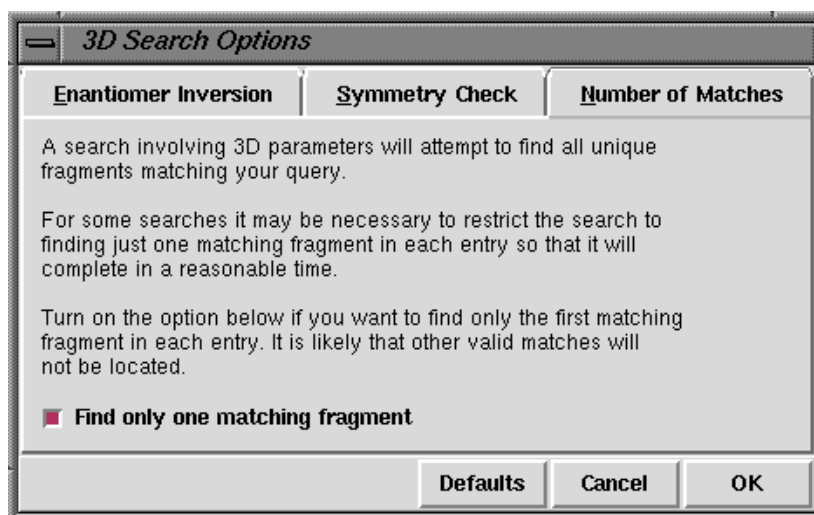 3D Search Options
Enantiomer Inversion
Symmetry Check
Number of Matches
A search involving 3D parameters will attempt to find all unique
fragments matching your query.
For some searches it may be necessary to restrict the search to
finding just one matching fragment in each entry so that it will
complete in a reasonable time.
Turn on the option below if you want to find only the first matching
fragment in each entry. It is likely that other valid matches will
not be located.
Find only one matching fragment
Defaults
Cancel
OK